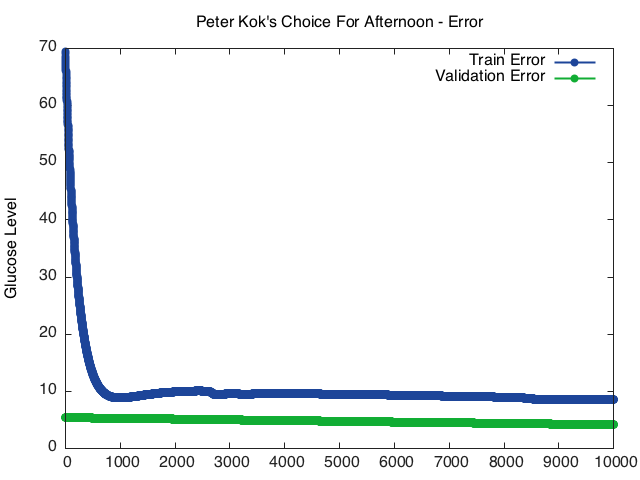 Peter Kok's Choice For Afternoon - Error
70
60
50
40
30
20
10
0
Glucose Level
Train Error
Validation Error
0 1000 2000 3000 4000 5000 6000 7000 8000 9000 10000